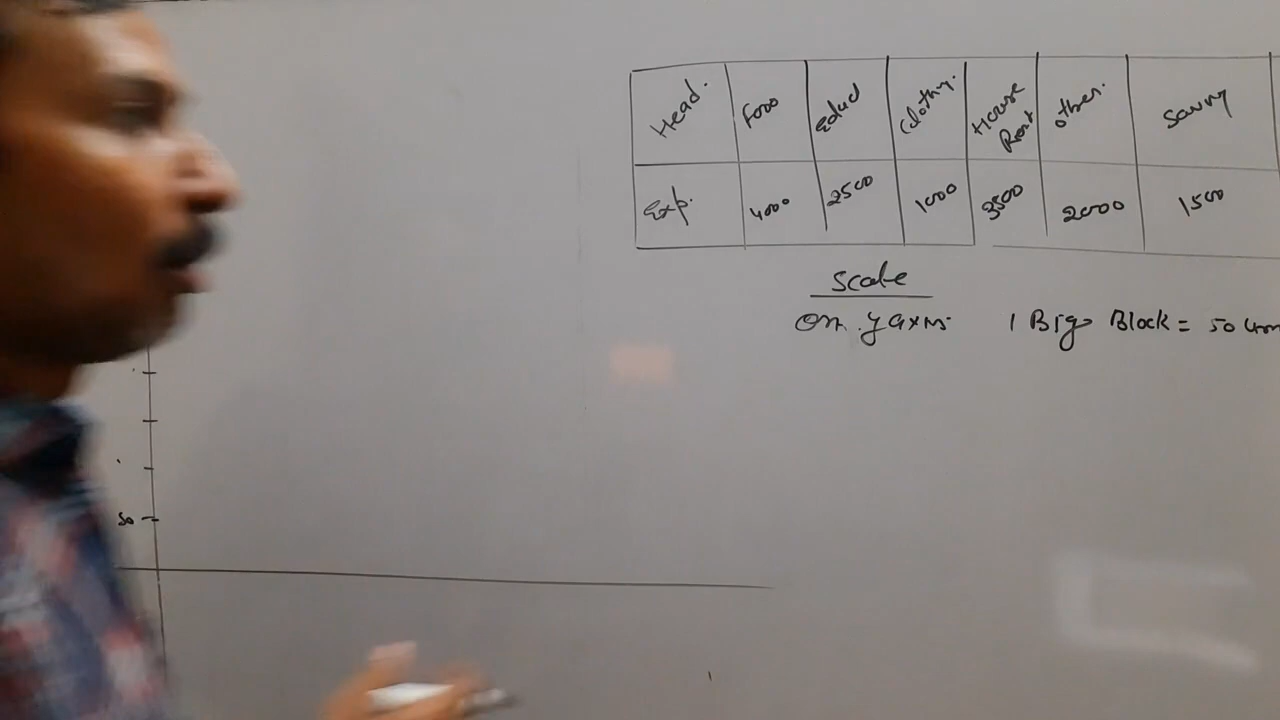 Head. Food Educ Clothing. House Rent Other. Saving
Exp. 4000 2500 1000 3500 2000 1500
Scale
On y axis 1 Big Block = 50
50